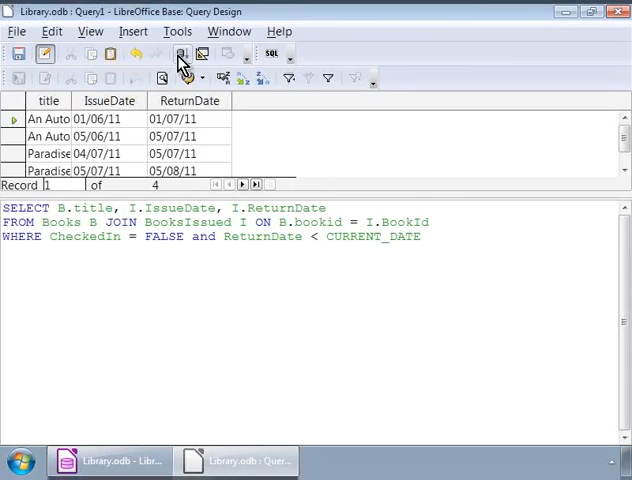 Library.odb : Query1 - LibreOffice Base: Query Design
File Edit View Insert Tools Window Help
SQL
title IssueDate ReturnDate
An Auto 01/06/11 01/07/11
An Auto 05/06/11 05/07/11
Paradise 04/07/11 05/07/11
Paradise 05/07/11 05/08/11
Record 1 of 4
SELECT B.title, I.IssueDate, I.ReturnDate
FROM Books B JOIN BooksIssued I ON B.bookid = I.BookId
WHERE CheckedIn = FALSE and ReturnDate < CURRENT_DATE
Library.odb - Libr... Library.odb : Quer...